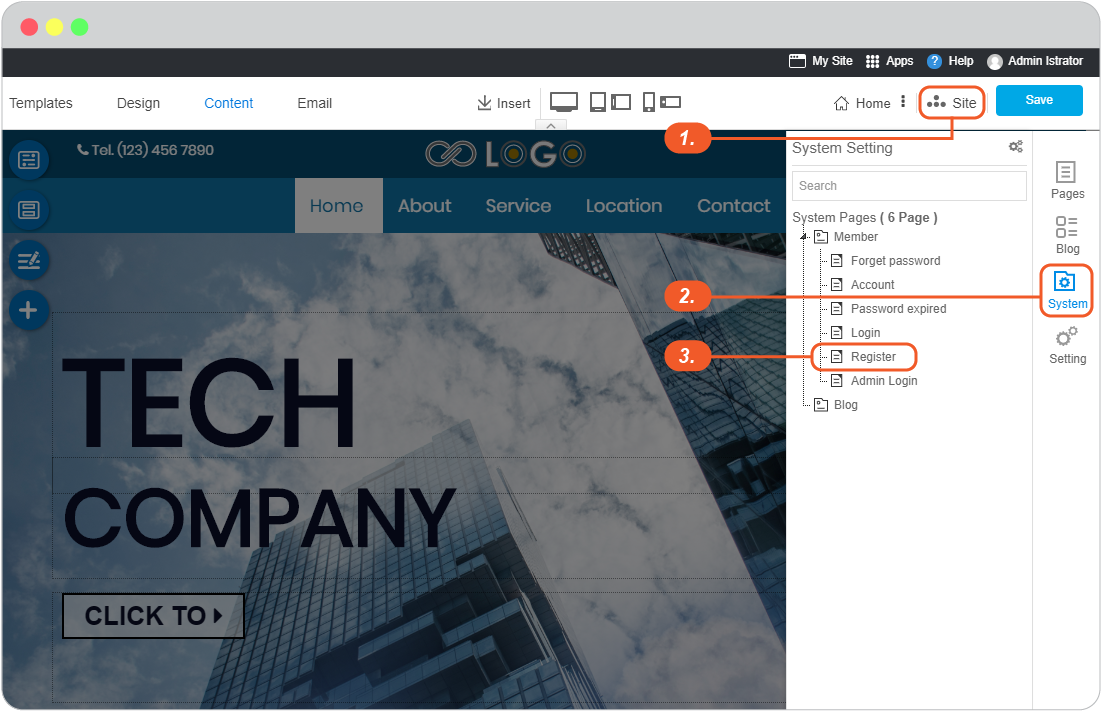 My Site Apps ? Help Admin Istrator
Templates Design Content Email Insert Home Site Save
1.
Tel. (123) 456 7890
LOGO
Home About Service Location Contact
TECH
COMPANY
CLICK TO
System Setting
Search
System Pages ( 6 Page )
Member
Forget password
Account
2.
Password expired
Login
3.
Register
Admin Login
Blog
Pages
Blog
System
Setting